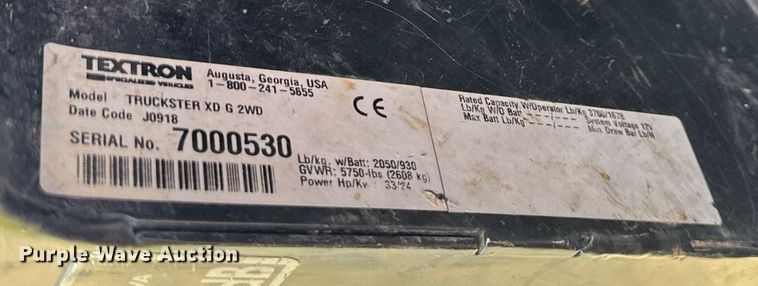 TEXTRON
SPECIALIZED VEHICLES
Augusta, Georgia, USA
1-800-241-5855
Model TRUCKSTER XD G 2WD
Date Code J0918
SERIAL No. 7000530
CE
Lb/kg. w/Batt: 2050/930
GVWR: 5750-lbs (2608 kg)
Power Hp/Kw : 33/24
Rated Capacity W/Operator Lb/Kg 3700/1678
Lb/Kg W/O Batt ----/----
System Voltage 12V
Max Batt Lb/Kg ----/----
Max Draw Bar Lb/N
Purple Wave Auction